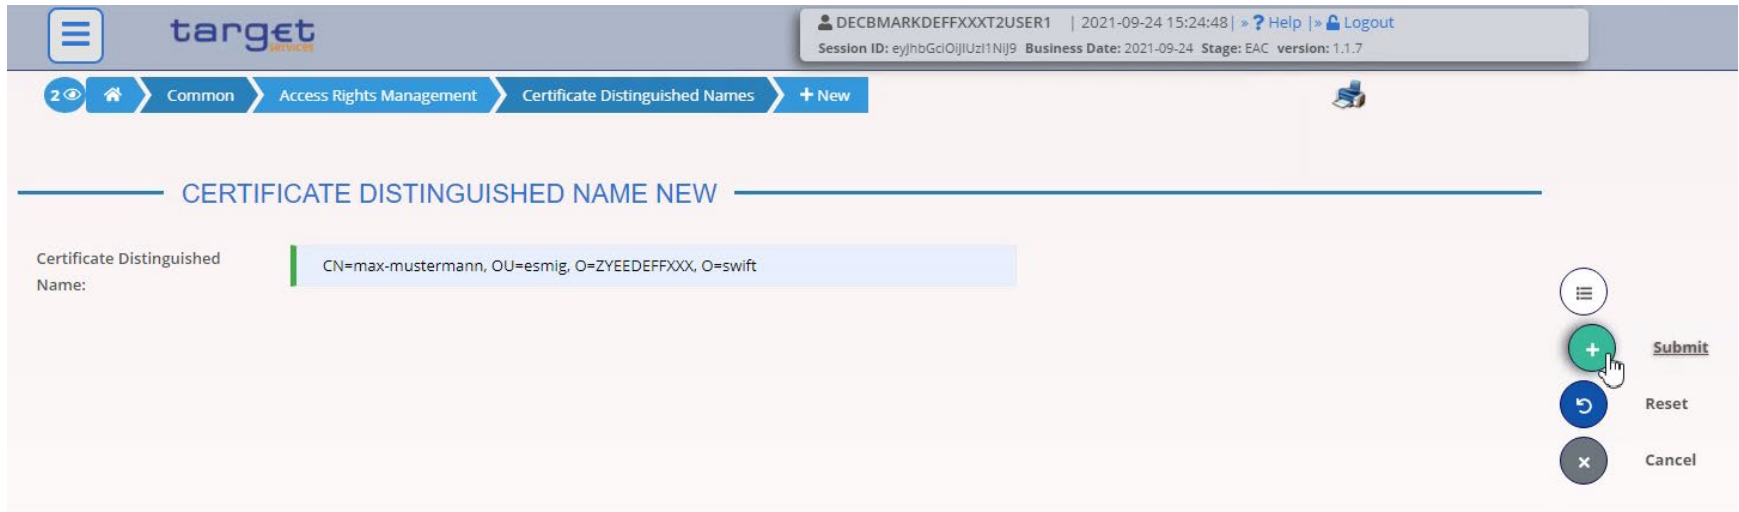 target
services
DECBMARKDEFFXXXT2USER1 | 2021-09-24 15:24:48| » ? Help |» Logout
Session ID: eyJhbGciOiJIUzI1NiJ9 Business Date: 2021-09-24 Stage: EAC version: 1.1.7
2 Common Access Rights Management Certificate Distinguished Names + New
CERTIFICATE DISTINGUISHED NAME NEW
Certificate Distinguished
Name:
CN=max-mustermann, OU=esmig, O=ZYEEDEFFXXX, O=swift
Submit
Reset
Cancel